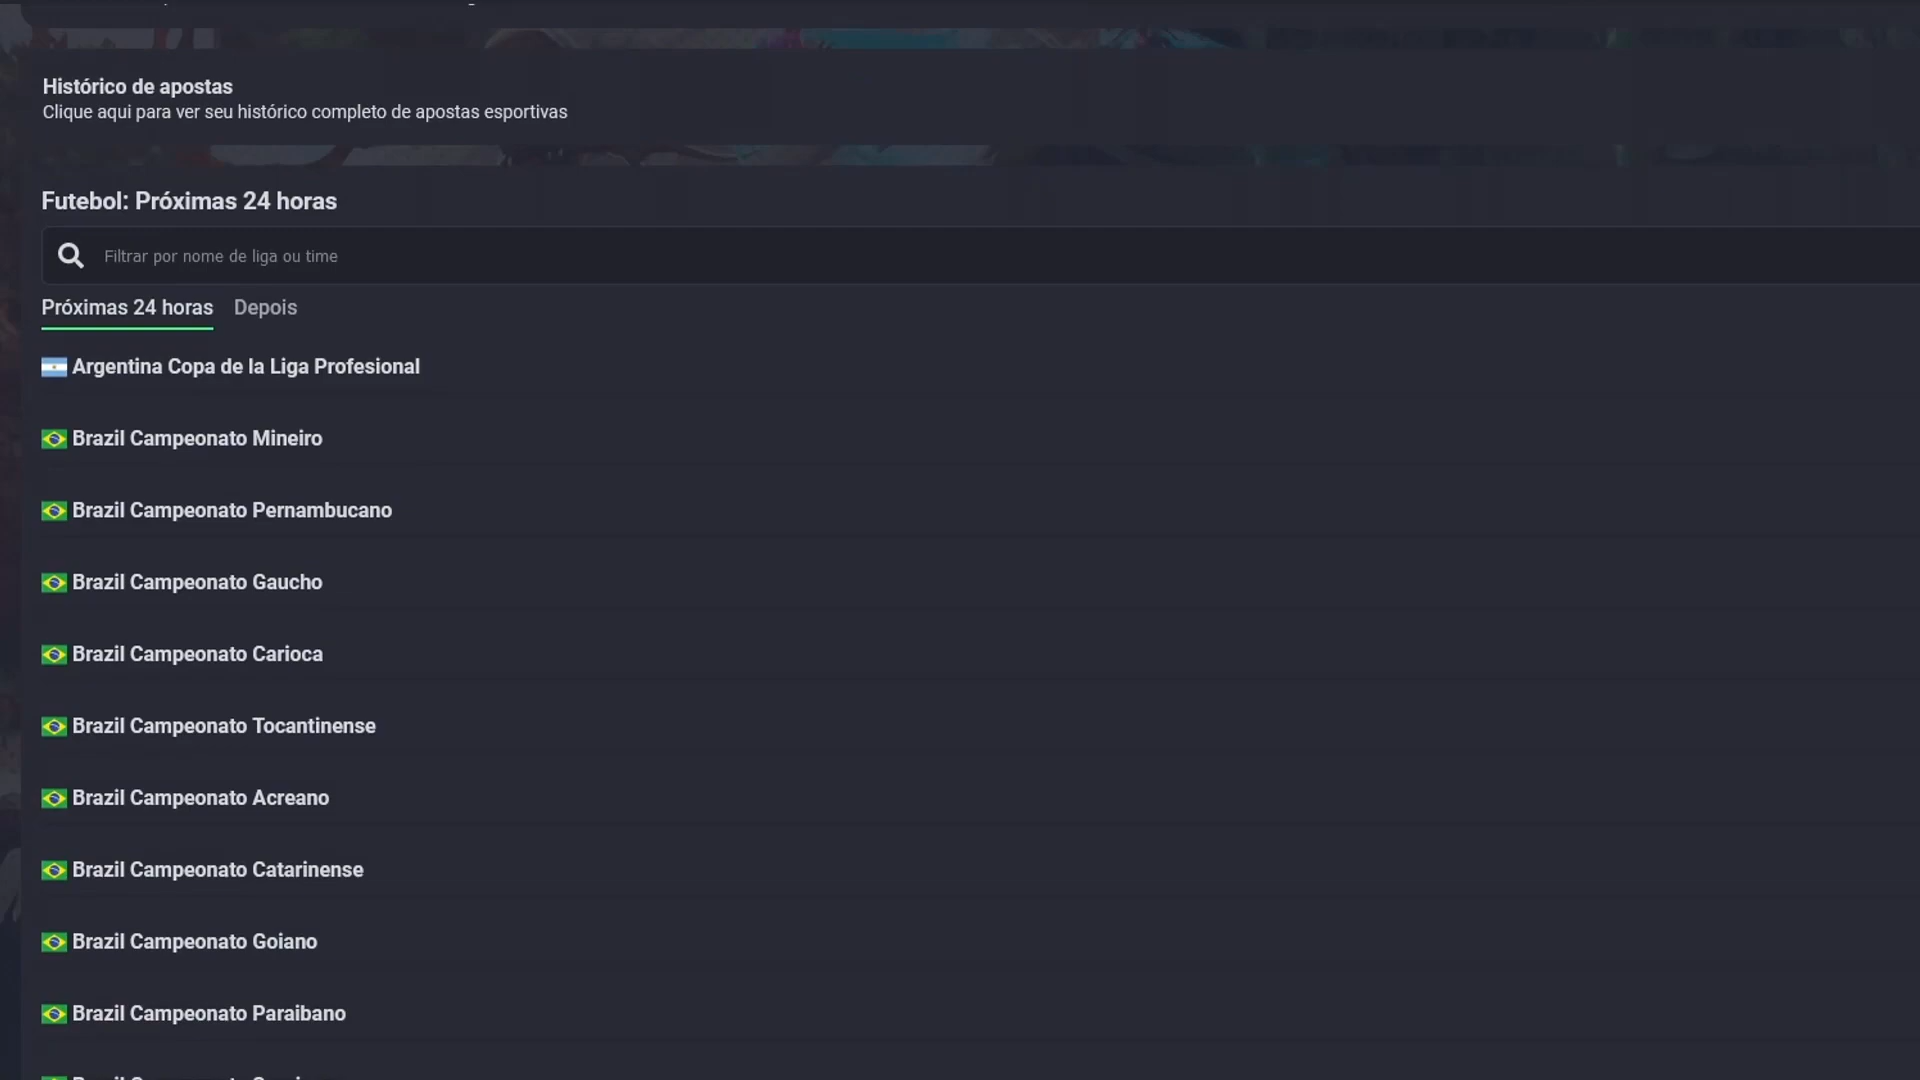 Histórico de apostas
Clique aqui para ver seu histórico completo de apostas esportivas
Futebol: Próximas 24 horas
Filtrar por nome de liga ou time
Próximas 24 horas Depois
Argentina Copa de la Liga Profesional
Brazil Campeonato Mineiro
Brazil Campeonato Pernambucano
Brazil Campeonato Gaucho
Brazil Campeonato Carioca
Brazil Campeonato Tocantinense
Brazil Campeonato Acreano
Brazil Campeonato Catarinense
Brazil Campeonato Goiano
Brazil Campeonato Paraibano